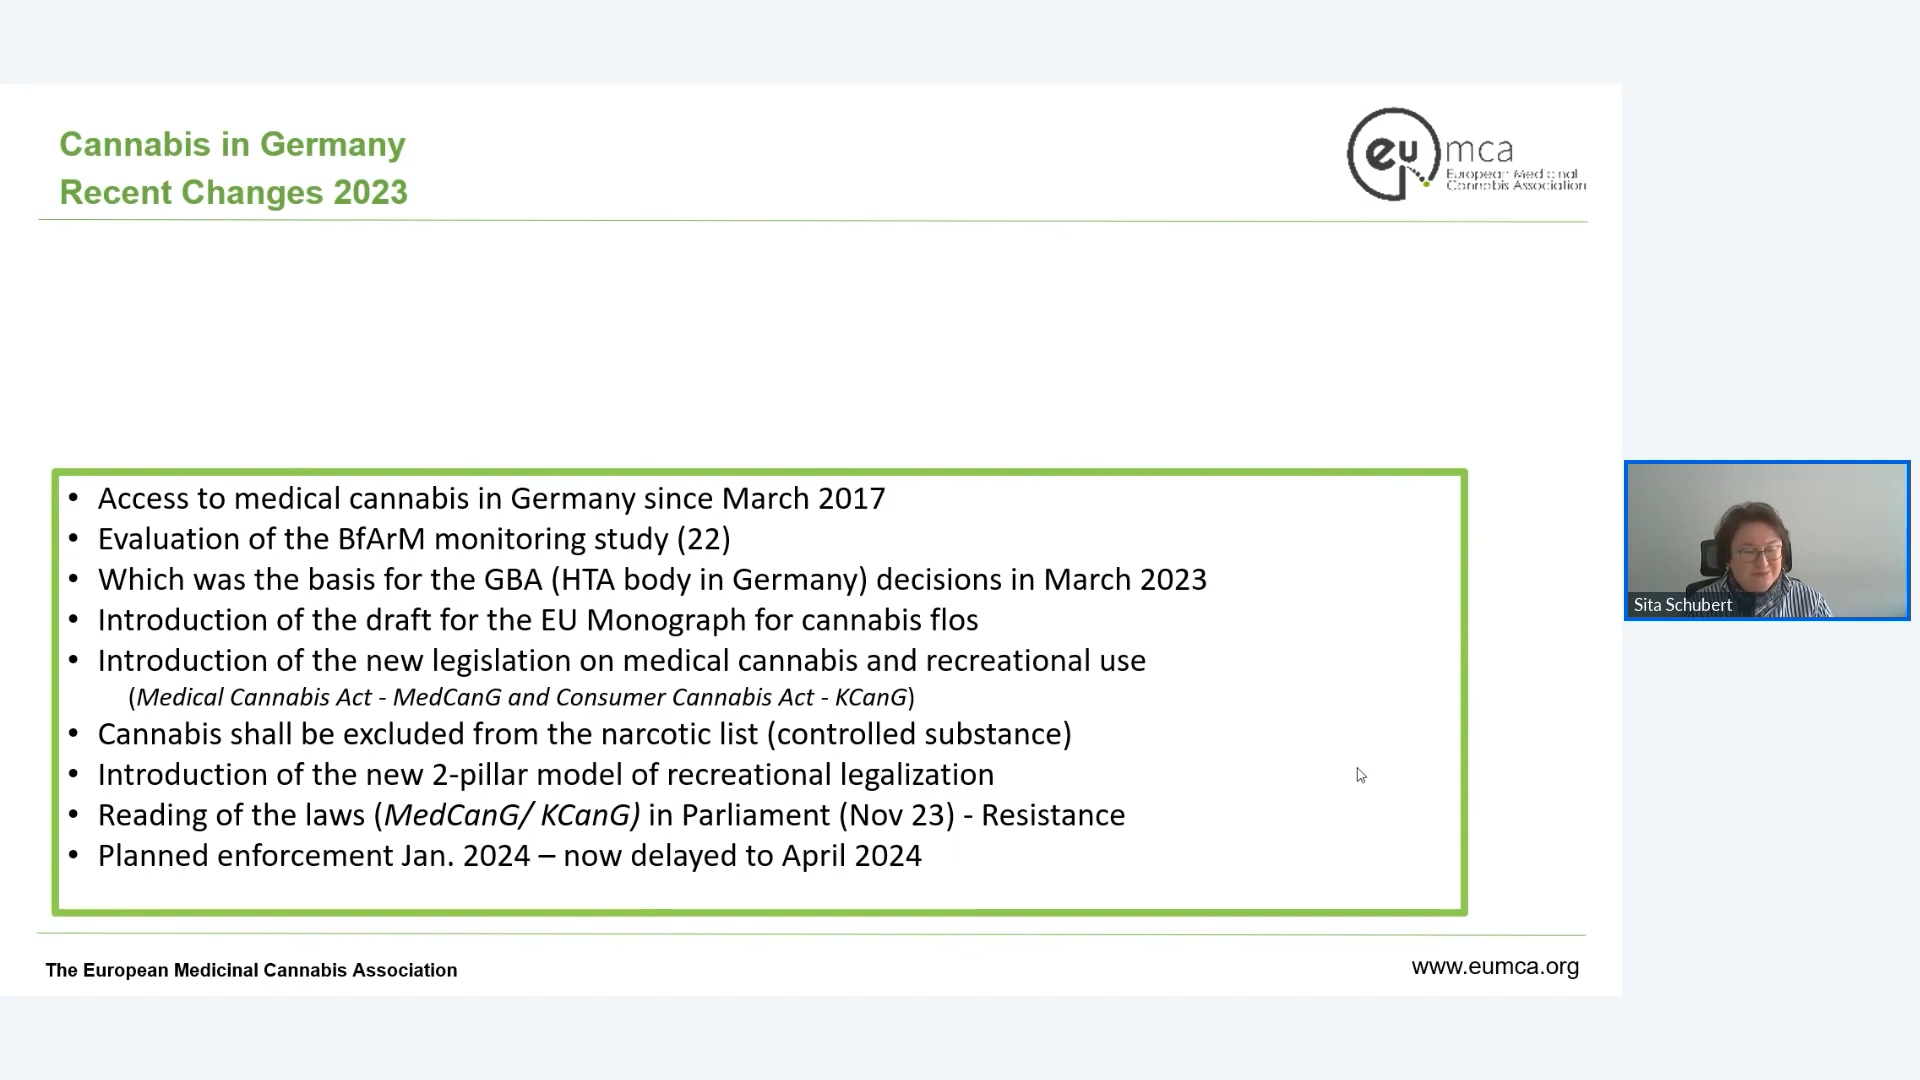 Cannabis in Germany
Recent Changes 2023
eu mca
European Medicinal
Cannabis Association
• Access to medical cannabis in Germany since March 2017
• Evaluation of the BfArM monitoring study (22)
• Which was the basis for the GBA (HTA body in Germany) decisions in March 2023
• Introduction of the draft for the EU Monograph for cannabis flos
• Introduction of the new legislation on medical cannabis and recreational use
(Medical Cannabis Act - MedCanG and Consumer Cannabis Act - KCanG)
• Cannabis shall be excluded from the narcotic list (controlled substance)
• Introduction of the new 2-pillar model of recreational legalization
• Reading of the laws (MedCanG/ KCanG) in Parliament (Nov 23) - Resistance
• Planned enforcement Jan. 2024 – now delayed to April 2024
Sita Schubert
The European Medicinal Cannabis Association
www.eumca.org